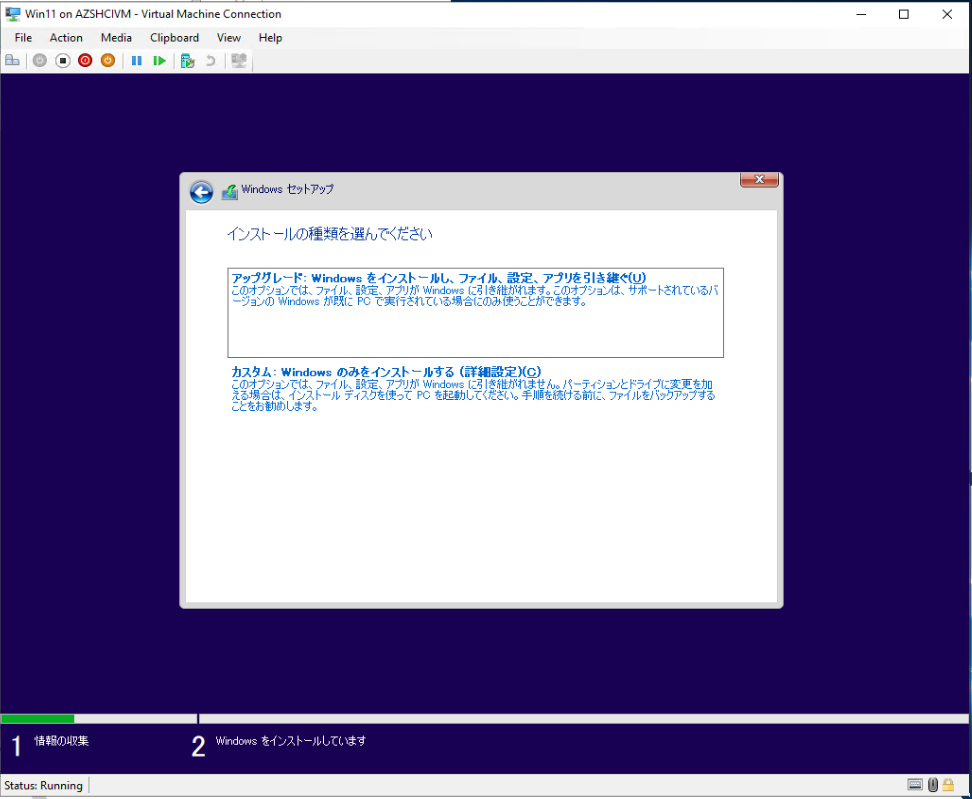 Win11 on AZSHCIVM - Virtual Machine Connection
File Action Media Clipboard View Help
Windows セットアップ
インストールの種類を選んでください
アップグレード: Windows をインストールし、ファイル、設定、アプリを引き継ぐ(U)
このオプションでは、ファイル、設定、アプリが Windows に引き継がれます。このオプションは、サポートされているバ
ージョンの Windows が既に PC で実行されている場合にのみ使うことができます。
カスタム: Windows のみをインストールする (詳細設定)(C)
このオプションでは、ファイル、設定、アプリが Windows に引き継がれません。パーティションとドライブに変更を加
える場合は、インストール ディスクを使って PC を起動してください。手順を続ける前に、ファイルをバックアップする
ことをお勧めします。
1 情報の収集
2 Windows をインストールしています
Status: Running